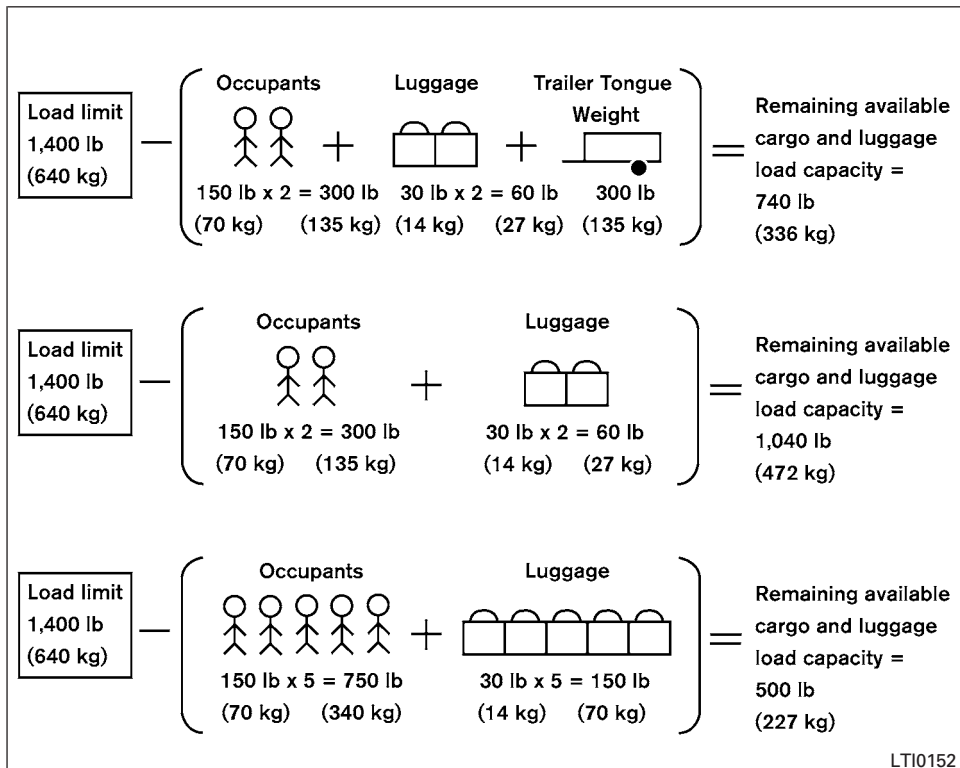 Occupants Luggage Trailer Tongue
Weight
Load limit
1,400 lb
(640 kg)
— ( + + ) =
150 lb x 2 = 300 lb 30 lb x 2 = 60 lb 300 lb
(70 kg) (135 kg) (14 kg) (27 kg) (135 kg)
Remaining available
cargo and luggage
load capacity =
740 lb
(336 kg)
Occupants Luggage
Load limit
1,400 lb
(640 kg)
— ( + ) =
150 lb x 2 = 300 lb 30 lb x 2 = 60 lb
(70 kg) (135 kg) (14 kg) (27 kg)
Remaining available
cargo and luggage
load capacity =
1,040 lb
(472 kg)
Occupants Luggage
Load limit
1,400 lb
(640 kg)
— ( + ) =
150 lb x 5 = 750 lb 30 lb x 5 = 150 lb
(70 kg) (340 kg) (14 kg) (70 kg)
Remaining available
cargo and luggage
load capacity =
500 lb
(227 kg)
LTI0152